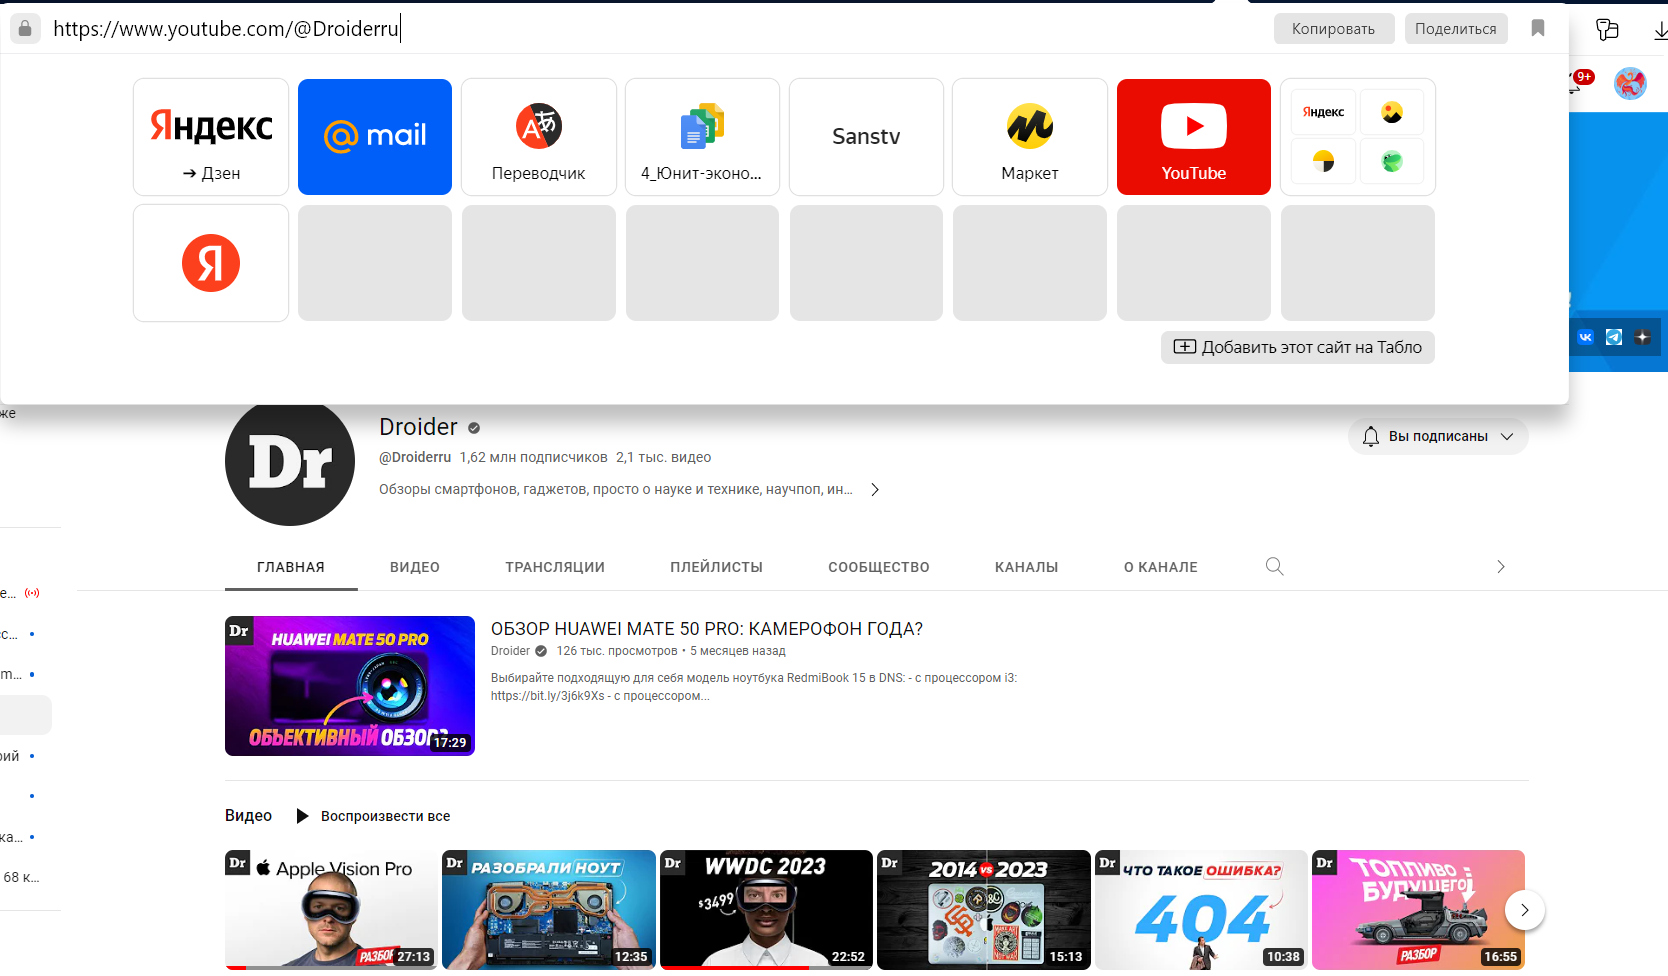 https://www.youtube.com/@Droiderru
Копировать
Поделиться
9+
Яндекс
→ Дзен
@mail
Переводчик
4_Юнит-эконо...
Sanstv
Маркет
YouTube
Яндекс
Я
Добавить этот сайт на Табло
же
Dr
Droider
@Droiderru 1,62 млн подписчиков 2,1 тыс. видео
Обзоры смартфонов, гаджетов, просто о науке и технике, научпоп, ин...
Вы подписаны
ГЛАВНАЯ
ВИДЕО
ТРАНСЛЯЦИИ
ПЛЕЙЛИСТЫ
СООБЩЕСТВО
КАНАЛЫ
О КАНАЛЕ
е...
сс...
m...
рий
ка...
68 к...
Dr
HUAWEI MATE 50 PRO
ОБЪЕКТИВНЫЙ ОБЗОР?
17:29
ОБЗОР HUAWEI MATE 50 PRO: КАМЕРОФОН ГОДА?
Droider 126 тыс. просмотров • 5 месяцев назад
Выбирайте подходящую для себя модель ноутбука RedmiBook 15 в DNS: - с процессором i3:
https://bit.ly/3j6k9Xs - с процессором...
Видео
Воспроизвести все
Dr
Apple Vision Pro
РАЗБОР
27:13
Dr
РАЗОБРАЛИ НОУТ
12:35
Dr
WWDC 2023
$3499
22:52
Dr
2014 VS 2023
15:13
Dr
ЧТО ТАКОЕ ОШИБКА?
404
10:38
Dr
ТОПЛИВО
БУДУЩЕГО!
РАЗБОР
16:55